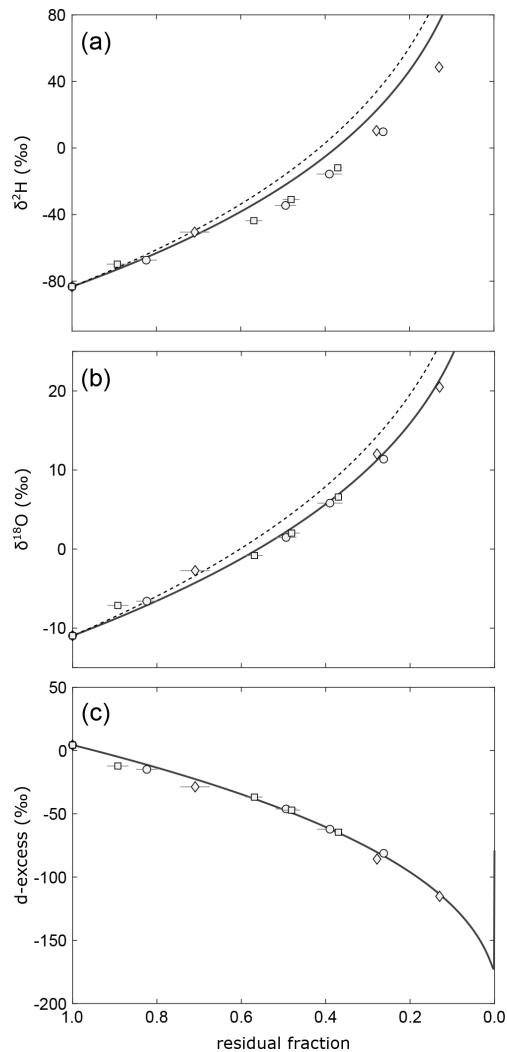 80
(a)
40
0
-40
-80
δ²H (‰)
20
(b)
10
0
-10
δ¹⁸O (‰)
50
(c)
0
-50
-100
-150
-200
d-excess (‰)
1.0 0.8 0.6 0.4 0.2 0.0
residual fraction